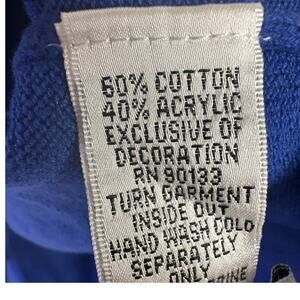 60% COTTON
40% ACRYLIC
EXCLUSIVE OF
DECORATION
RN 90133
TURN GARMENT
INSIDE OUT
HAND WASH COLD
SEPARATELY
ONLY